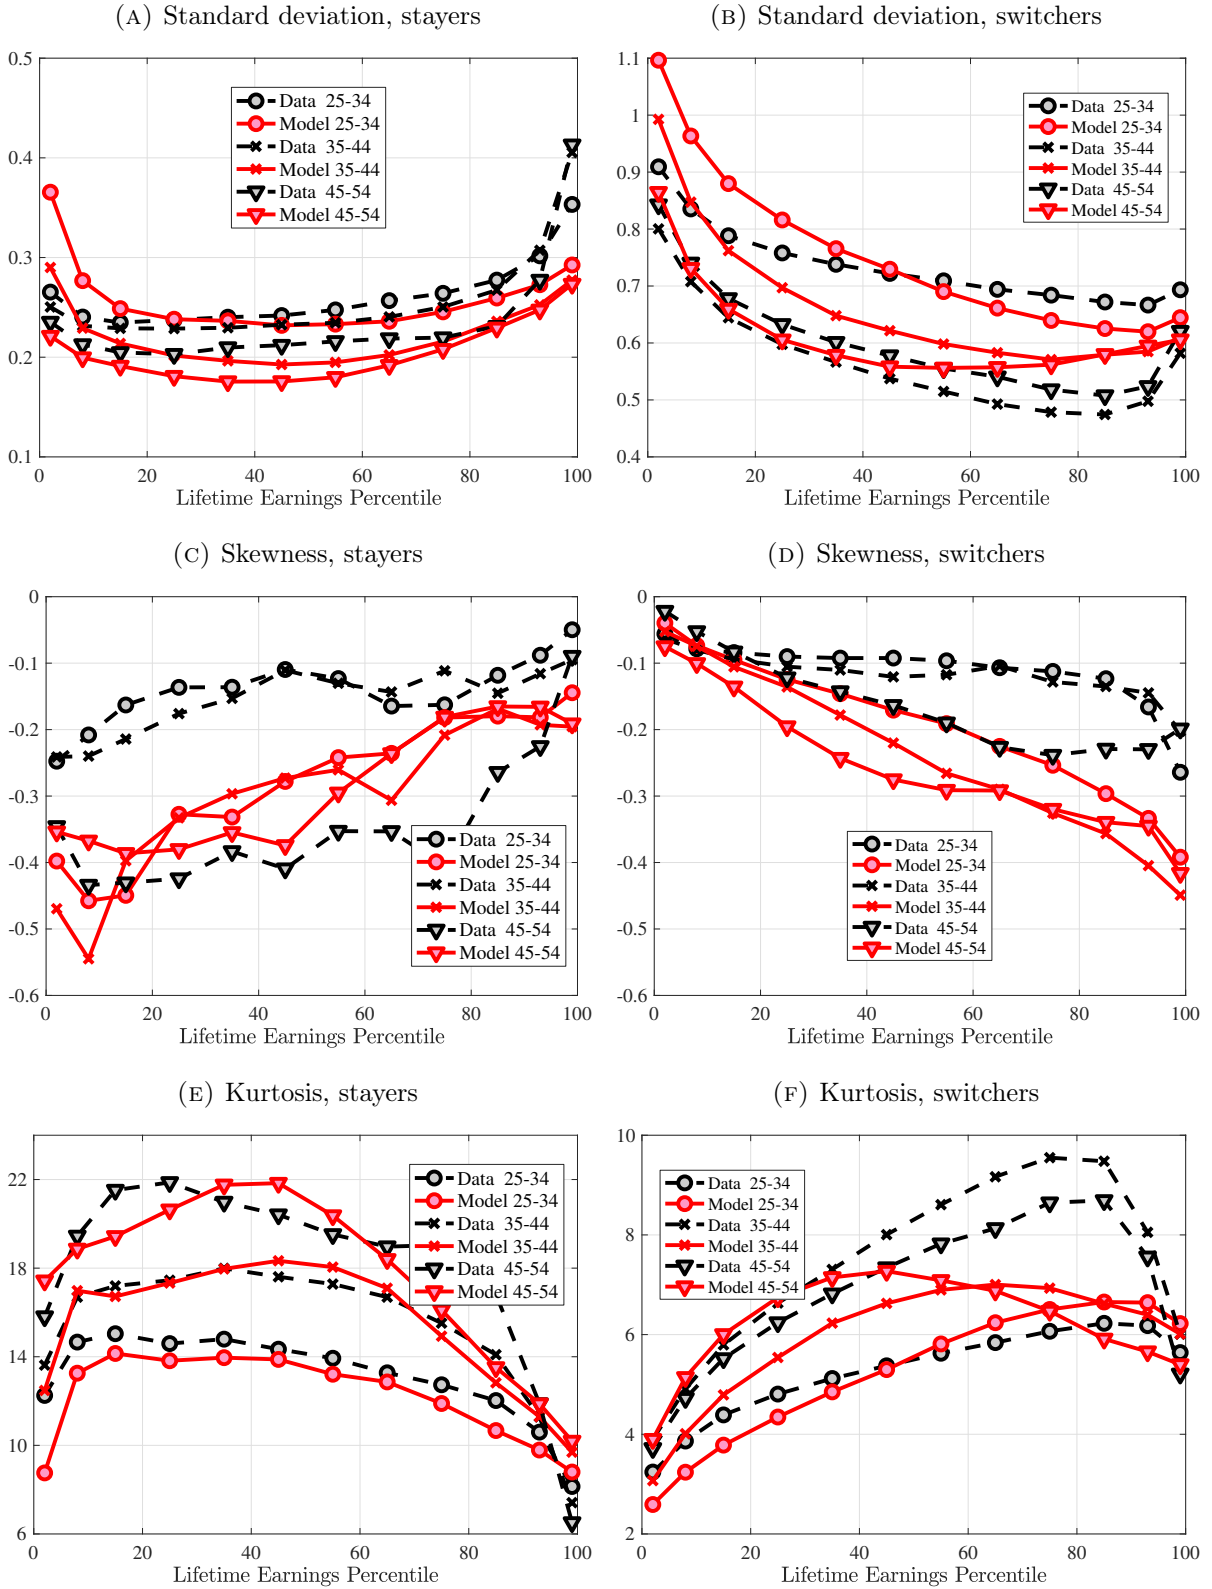 (A) Standard deviation, stayers
0.5
0.4
0.3
0.2
0.1
0 20 40 60 80 100
Lifetime Earnings Percentile
Data 25-34
Model 25-34
Data 35-44
Model 35-44
Data 45-54
Model 45-54
(B) Standard deviation, switchers
1.1
1
0.9
0.8
0.7
0.6
0.5
0.4
0 20 40 60 80 100
Lifetime Earnings Percentile
Data 25-34
Model 25-34
Data 35-44
Model 35-44
Data 45-54
Model 45-54
(C) Skewness, stayers
0
-0.1
-0.2
-0.3
-0.4
-0.5
-0.6
0 20 40 60 80 100
Lifetime Earnings Percentile
Data 25-34
Model 25-34
Data 35-44
Model 35-44
Data 45-54
Model 45-54
(D) Skewness, switchers
0
-0.1
-0.2
-0.3
-0.4
-0.5
-0.6
0 20 40 60 80 100
Lifetime Earnings Percentile
Data 25-34
Model 25-34
Data 35-44
Model 35-44
Data 45-54
Model 45-54
(E) Kurtosis, stayers
22
18
14
10
6
0 20 40 60 80 100
Lifetime Earnings Percentile
Data 25-34
Model 25-34
Data 35-44
Model 35-44
Data 45-54
Model 45-54
(F) Kurtosis, switchers
10
8
6
4
2
0 20 40 60 80 100
Lifetime Earnings Percentile
Data 25-34
Model 25-34
Data 35-44
Model 35-44
Data 45-54
Model 45-54